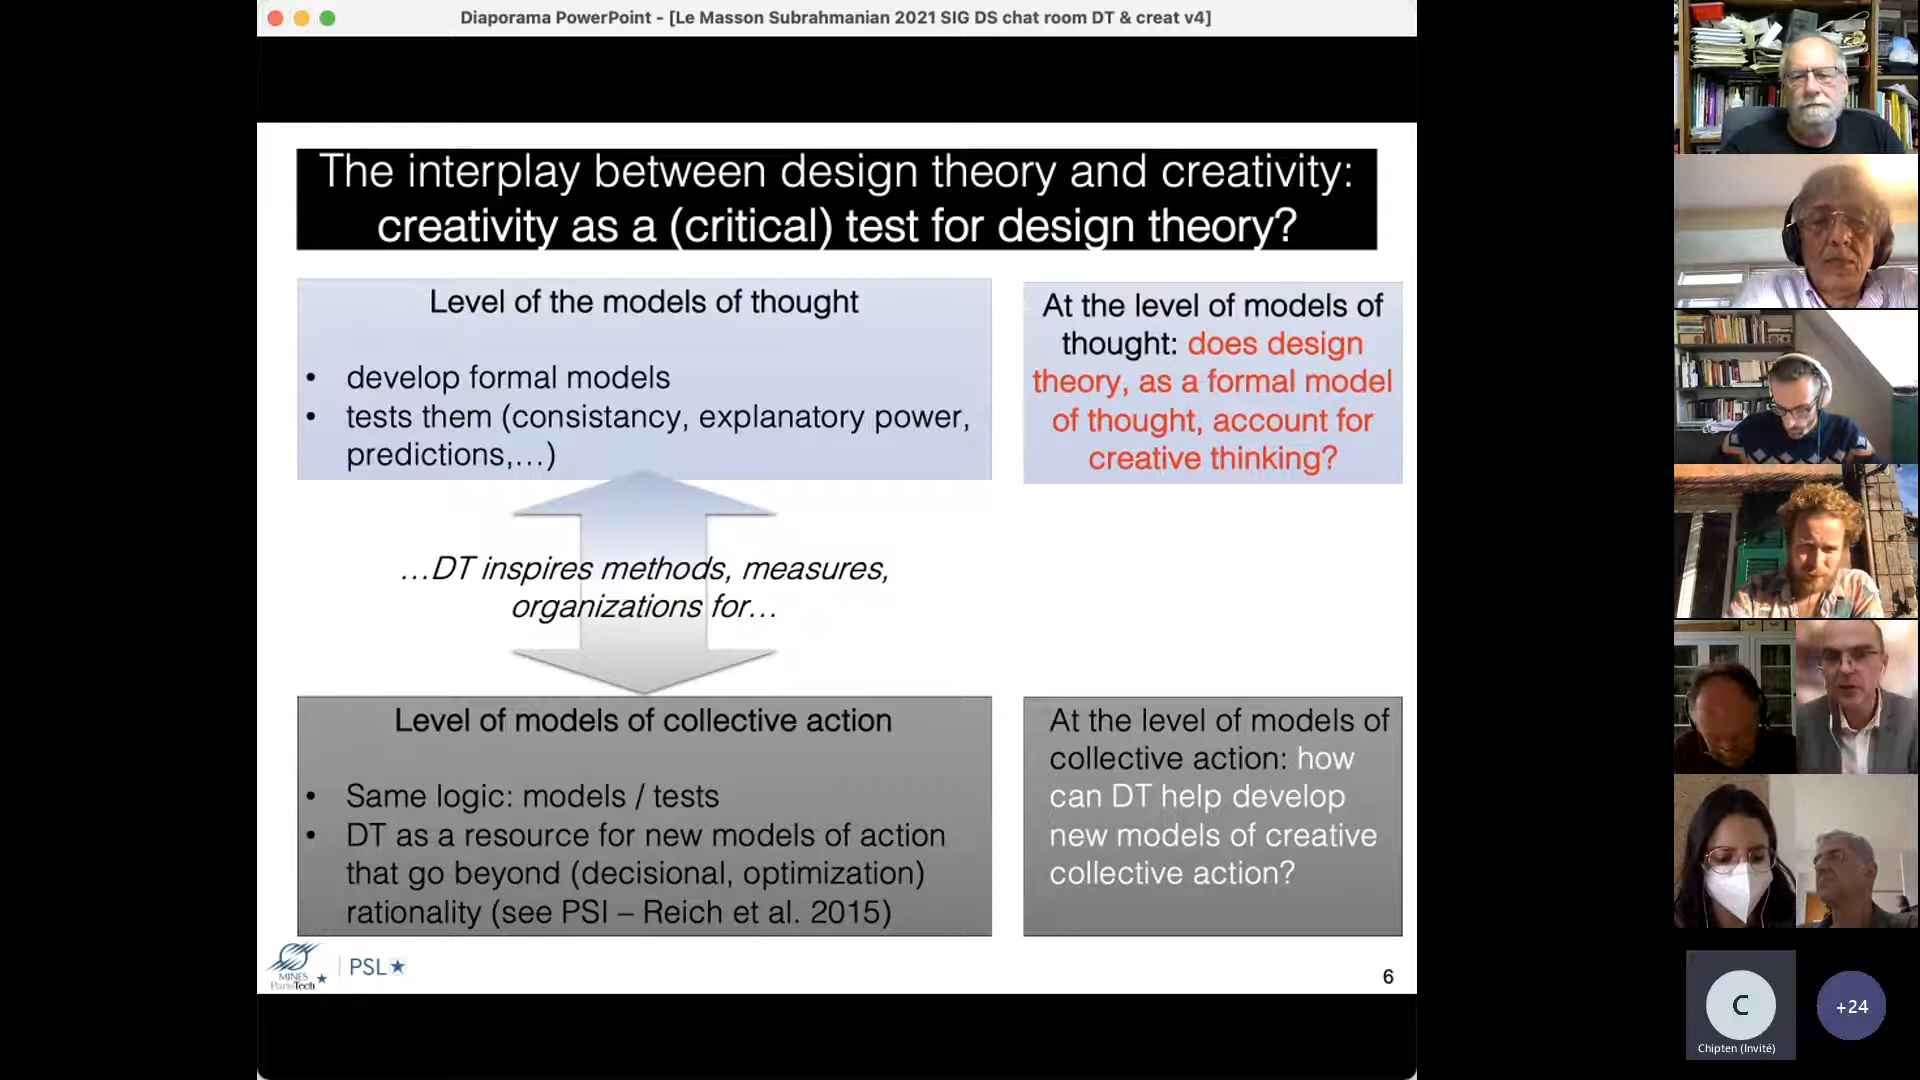 Diaporama PowerPoint - [Le Masson Subrahmanian 2021 SIG DS chat room DT & creat v4]
The interplay between design theory and creativity:
creativity as a (critical) test for design theory?
Level of the models of thought
• develop formal models
• tests them (consistancy, explanatory power,
predictions,…)
At the level of models of
thought: does design
theory, as a formal model
of thought, account for
creative thinking?
…DT inspires methods, measures,
organizations for…
Level of models of collective action
• Same logic: models / tests
• DT as a resource for new models of action
that go beyond (decisional, optimization)
rationality (see PSI – Reich et al. 2015)
At the level of models of
collective action: how
can DT help develop
new models of creative
collective action?
MINES
ParisTech
PSL
6
C
Chipten (Invité)
+24